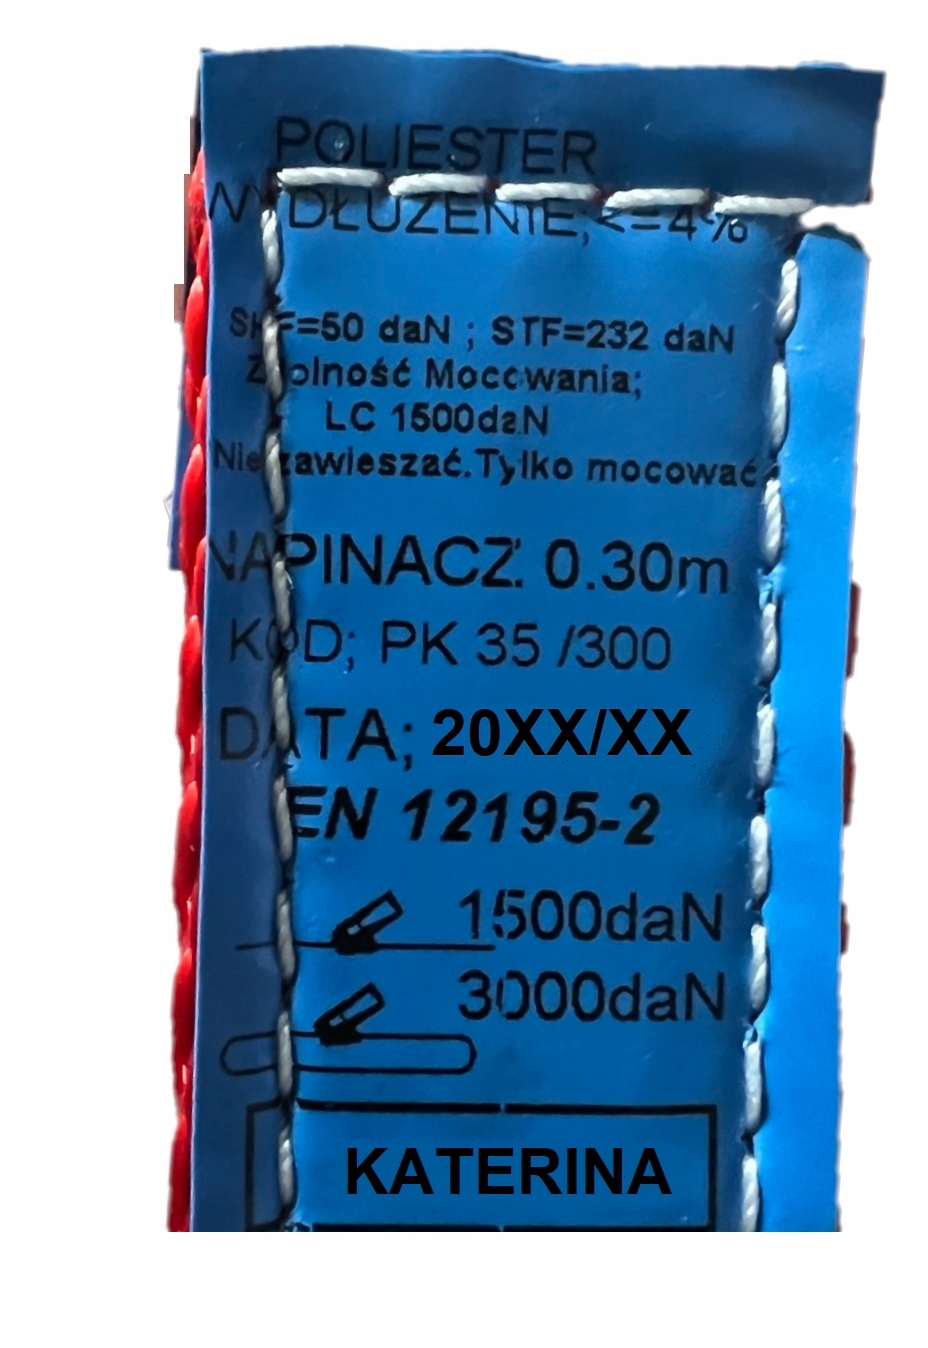 POLIESTER
WYDŁUŻENIE;<=4%
SHF=50 daN ; STF=232 daN
Zdolność Mocowania;
LC 1500daN
Nie zawieszać.Tylko mocować
NAPINACZ: 0.30m
KOD; PK 35 /300
DATA; 20XX/XX
EN 12195-2
1500daN
3000daN
KATERINA